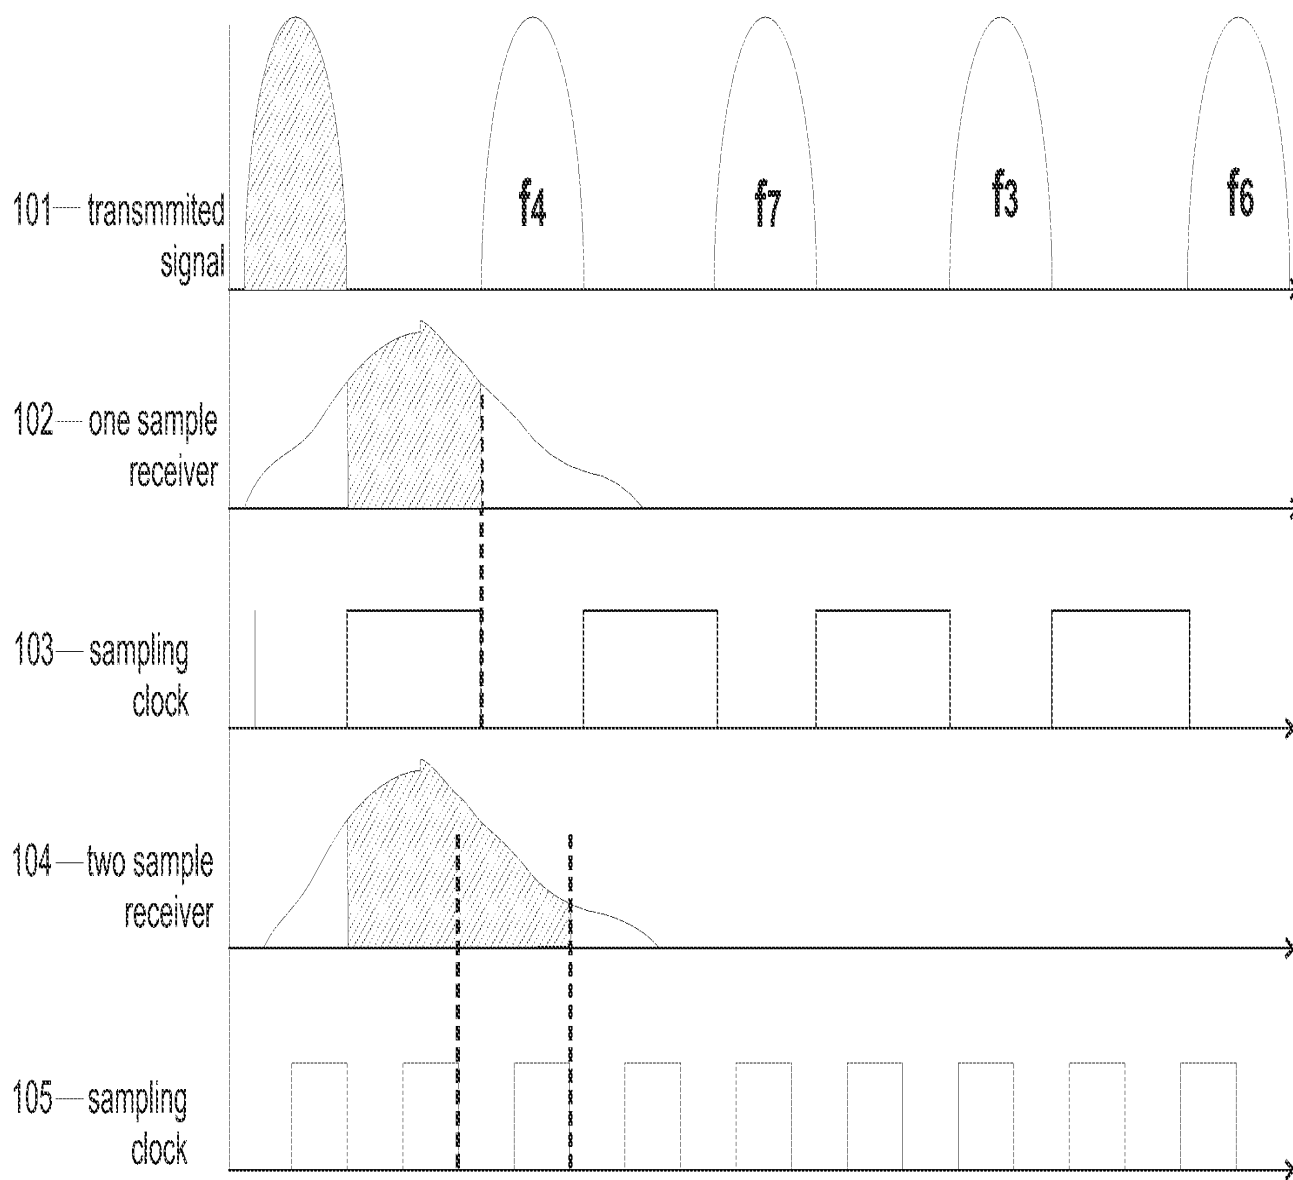 f4
f7
f3
f6
101 transmmited
signal
102 one sample
receiver
103 sampling
clock
104 two sample
receiver
105 sampling
clock